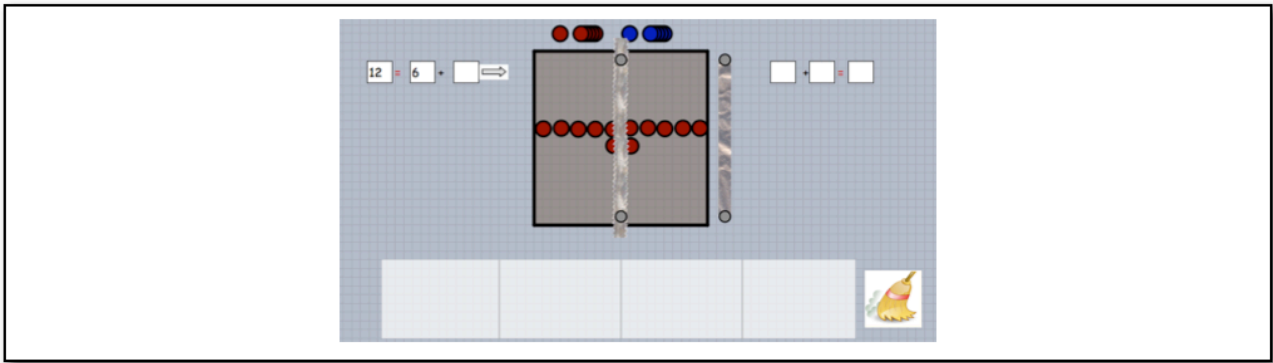 12 = 6 +
+ =